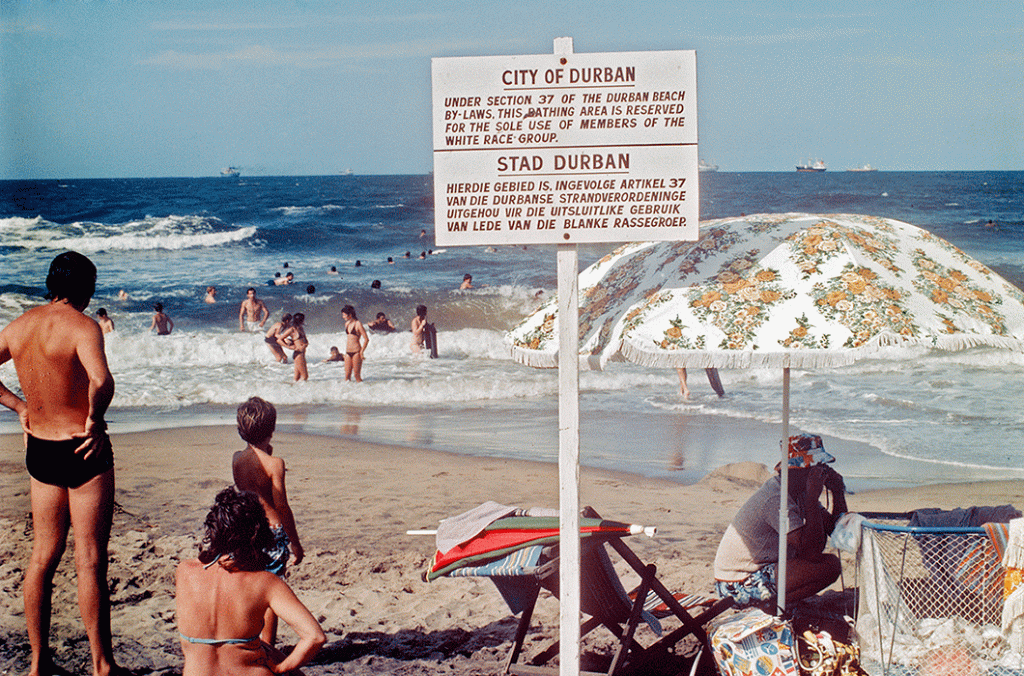 CITY OF DURBAN
UNDER SECTION 37 OF THE DURBAN BEACH
BY-LAWS, THIS BATHING AREA IS RESERVED
FOR THE SOLE USE OF MEMBERS OF THE
WHITE RACE GROUP.
STAD DURBAN
HIERDIE GEBIED IS, INGEVOLGE ARTIKEL 37
VAN DIE DURBANSE STRANDVERORDENINGE
UITGEHOU VIR DIE UITSLUITLIKE GEBRUIK
VAN LEDE VAN DIE BLANKE RASSEGROEP.